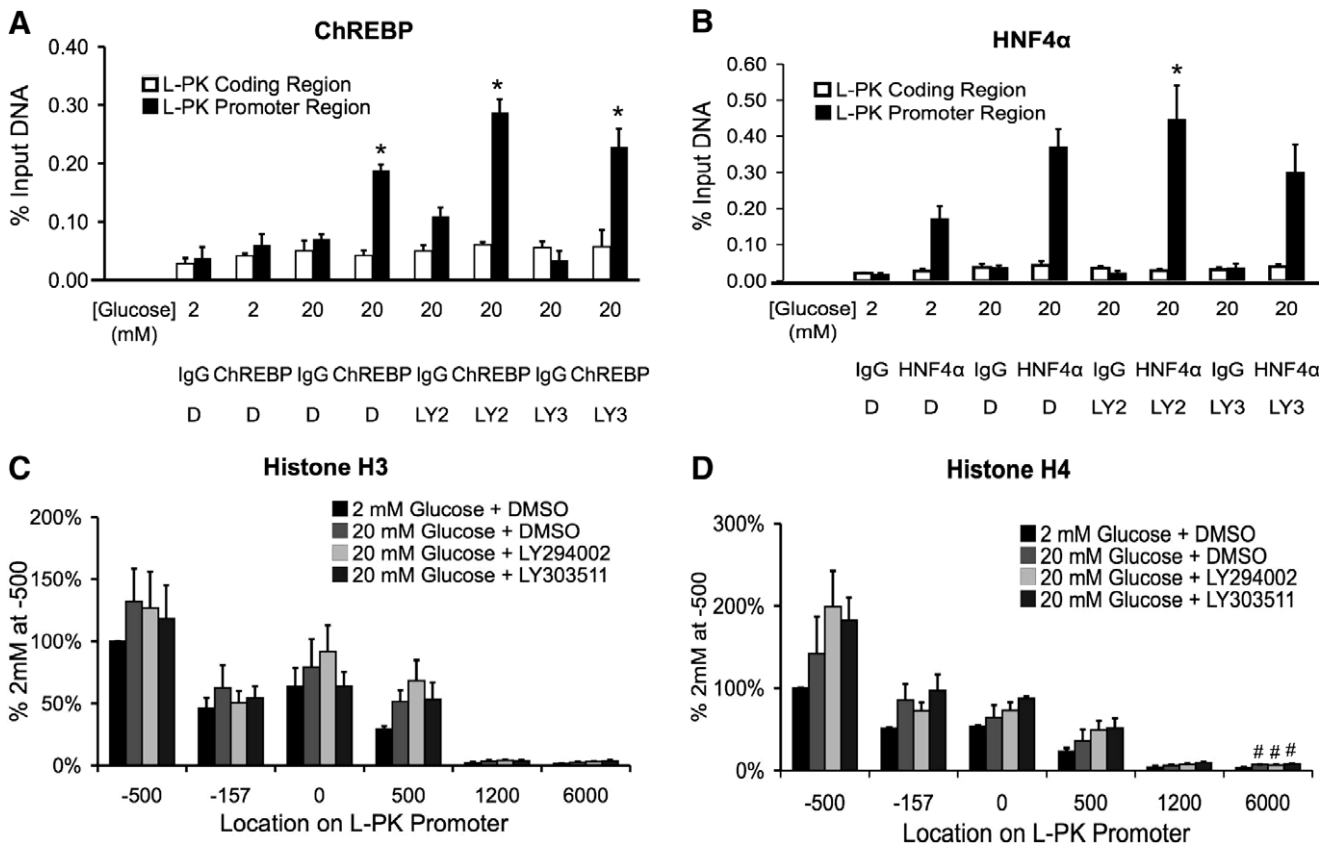 A
ChREBP
0.40
0.30
0.20
0.10
0.00
% Input DNA
L-PK Coding Region
L-PK Promoter Region
*
*
*
[Glucose] 2 2 20 20 20 20 20 20
(mM)
IgG ChREBP IgG ChREBP IgG ChREBP IgG ChREBP
D D D D LY2 LY2 LY3 LY3
B
HNF4α
0.60
0.50
0.40
0.30
0.20
0.10
0.00
% Input DNA
L-PK Coding Region
L-PK Promoter Region
*
[Glucose] 2 2 20 20 20 20 20 20
(mM)
IgG HNF4α IgG HNF4α IgG HNF4α IgG HNF4α
D D D D LY2 LY2 LY3 LY3
C
Histone H3
200%
150%
100%
50%
0%
% 2mM at -500
2 mM Glucose + DMSO
20 mM Glucose + DMSO
20 mM Glucose + LY294002
20 mM Glucose + LY303511
-500 -157 0 500 1200 6000
Location on L-PK Promoter
D
Histone H4
300%
200%
100%
0%
% 2mM at -500
2 mM Glucose + DMSO
20 mM Glucose + DMSO
20 mM Glucose + LY294002
20 mM Glucose + LY303511
# # #
-500 -157 0 500 1200 6000
Location on L-PK Promoter